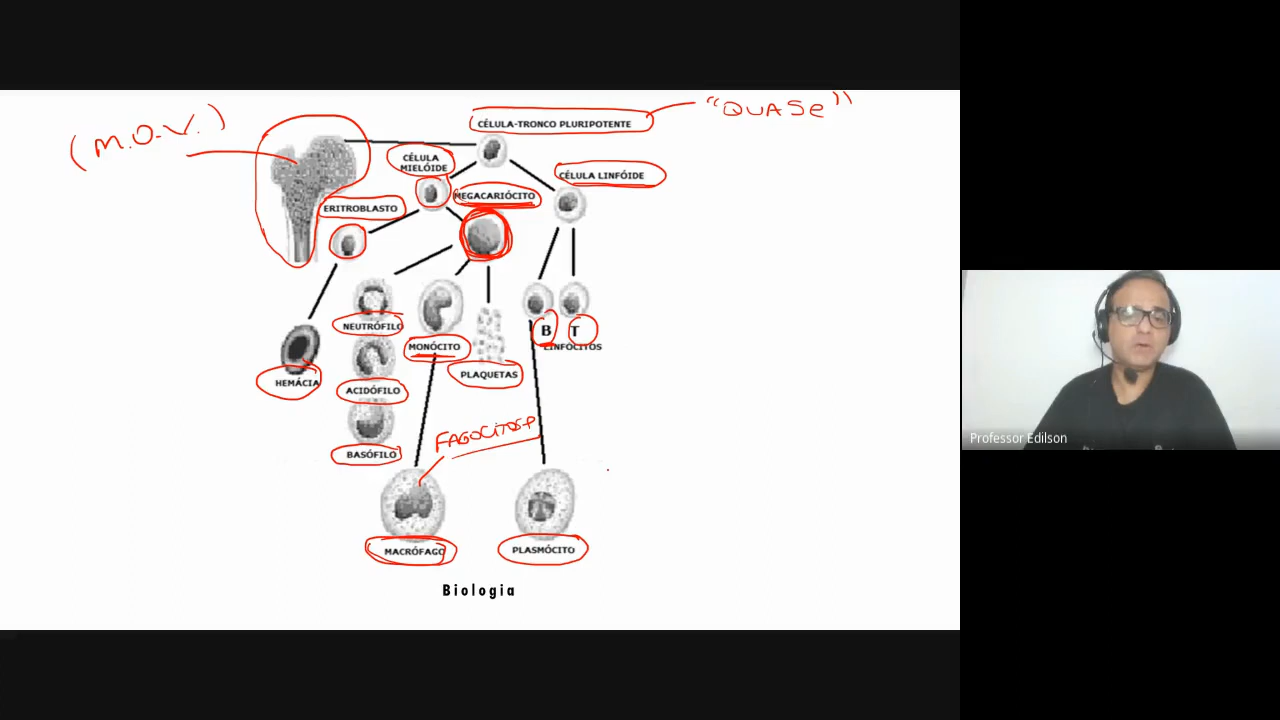 "QUASE"
(M.O.V.)
CÉLULA-TRONCO PLURIPOTENTE
CÉLULA
MIELÓIDE
CÉLULA LINFÓIDE
MEGACARIÓCITO
ERITROBLASTO
NEUTRÓFILO
B T
LINFÓCITOS
MONÓCITO
PLAQUETAS
HEMÁCIA
ACIDÓFILO
BASÓFILO
MACRÓFAGO
PLASMÓCITO
Biologia
Professor Edilson